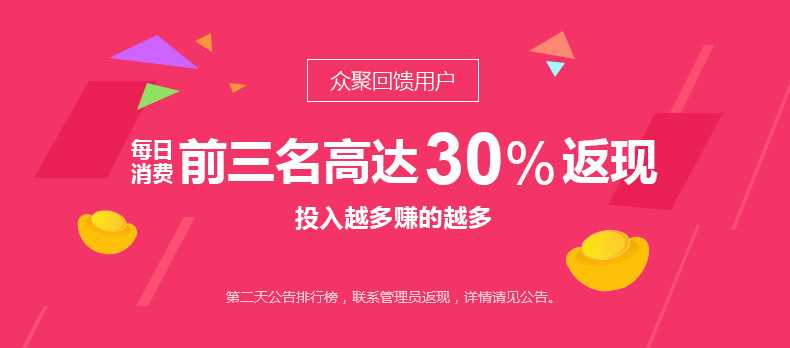 众聚回馈用户
每日消费 前三名高达30%返现
投入越多赚的越多
第二天公告排行榜，联系管理员返现，详情请见公告。